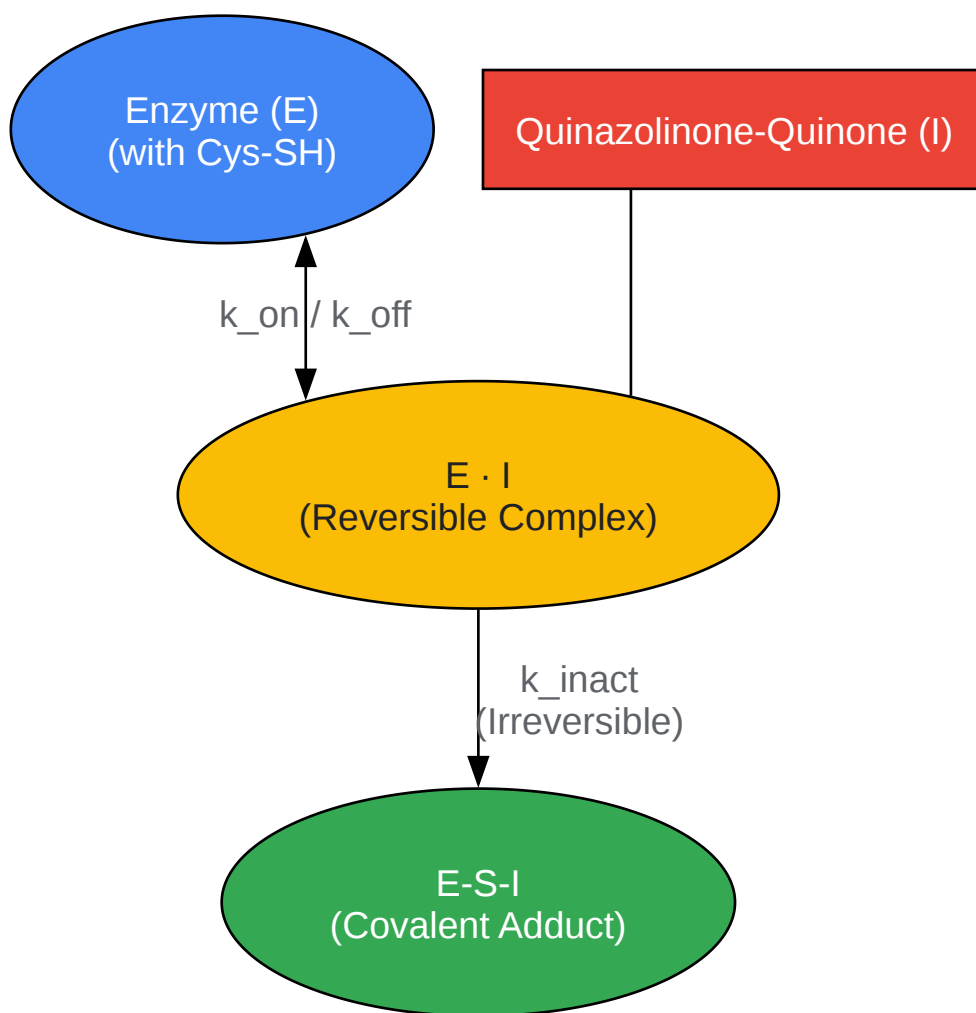 Enzyme (E)
(with Cys-SH)
Quinazolinone-Quinone (I)
k_on / k_off
E · I
(Reversible Complex)
k_inact
(Irreversible)
E-S-I
(Covalent Adduct)